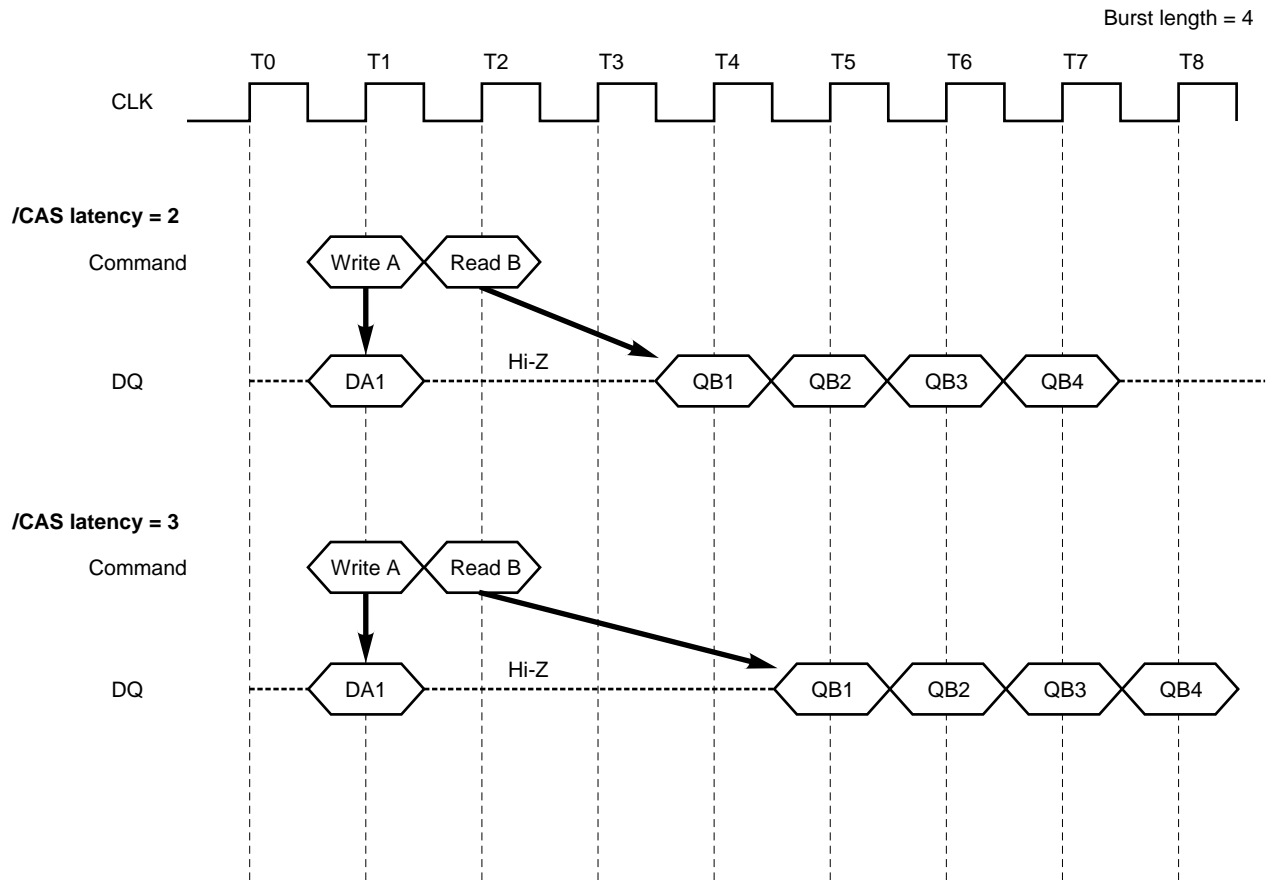 Burst length = 4
T0 T1 T2 T3 T4 T5 T6 T7 T8
CLK
/CAS latency = 2
Command Write A Read B
Hi-Z
DQ DA1 QB1 QB2 QB3 QB4
/CAS latency = 3
Command Write A Read B
Hi-Z
DQ DA1 QB1 QB2 QB3 QB4